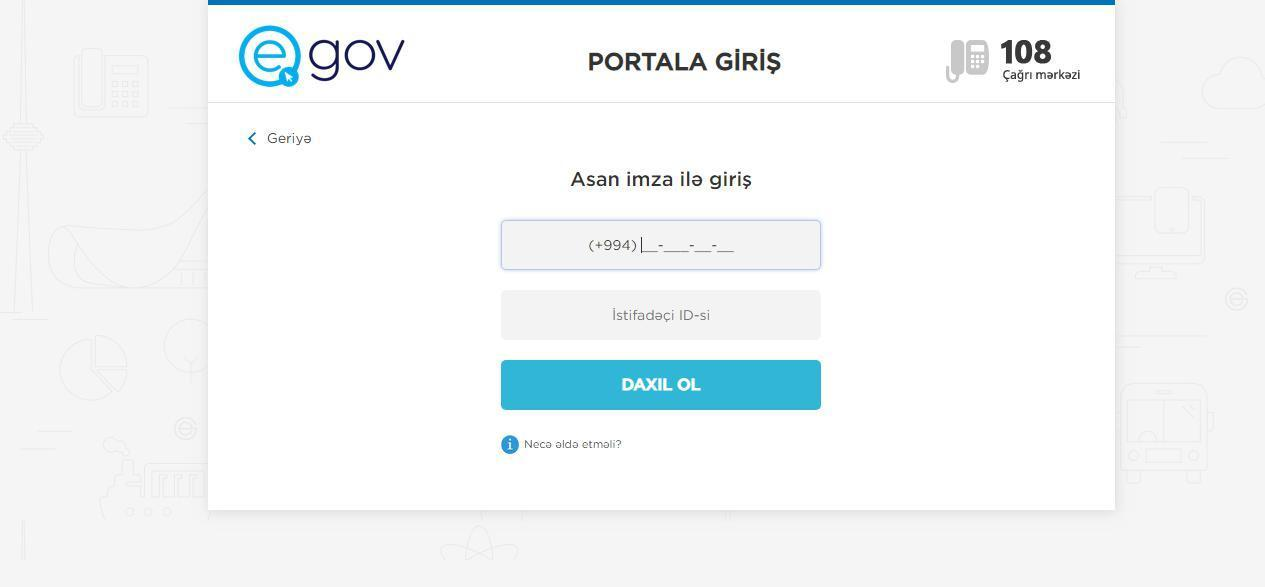 e gov
PORTALA GİRİŞ
108
Çağrı mərkəzi
Geriyə
Asan imza ilə giriş
(+994) __-___-__-__
İstifadəçi ID-si
DAXIL OL
Necə əldə etməli?